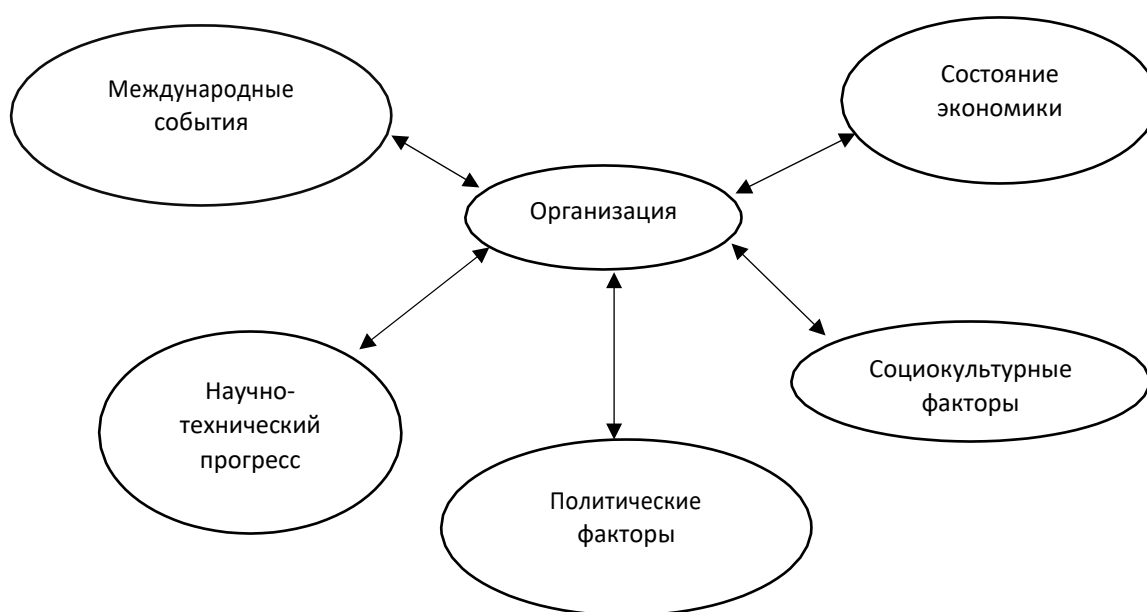 Международные
события
Состояние
экономики
Организация
Научно-
технический
прогресс
Политические
факторы
Социокультурные
факторы